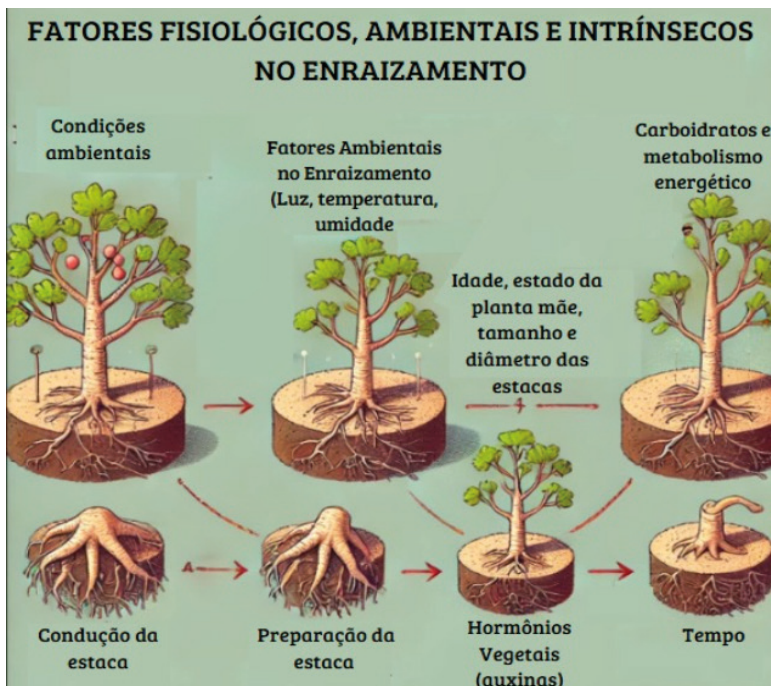 FATORES FISIOLÓGICOS, AMBIENTAIS E INTRÍNSECOS
NO ENRAIZAMENTO
Condições
ambientais
Fatores Ambientais
no Enraizamento
(Luz, temperatura,
umidade
Carboidratos e
metabolismo
energético
Idade, estado da
planta mãe,
tamanho e
diâmetro das
estacas
Condução da
estaca
Preparação da
estaca
Hormônios
Vegetais
(auxinas)
Tempo